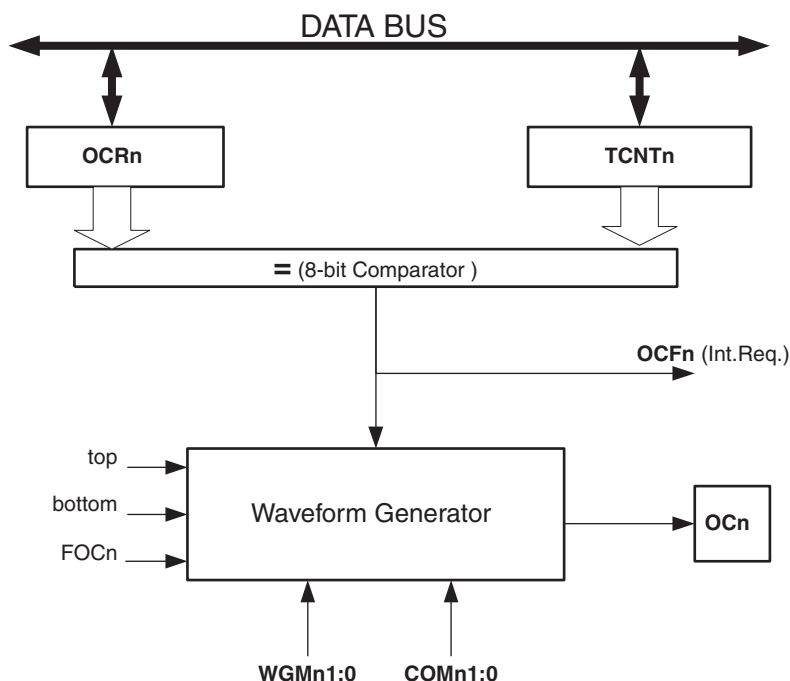 DATA BUS
OCRn
TCNTn
= (8-bit Comparator )
OCFn (Int.Req.)
top
bottom
FOCn
Waveform Generator
OCn
WGMn1:0
COMn1:0